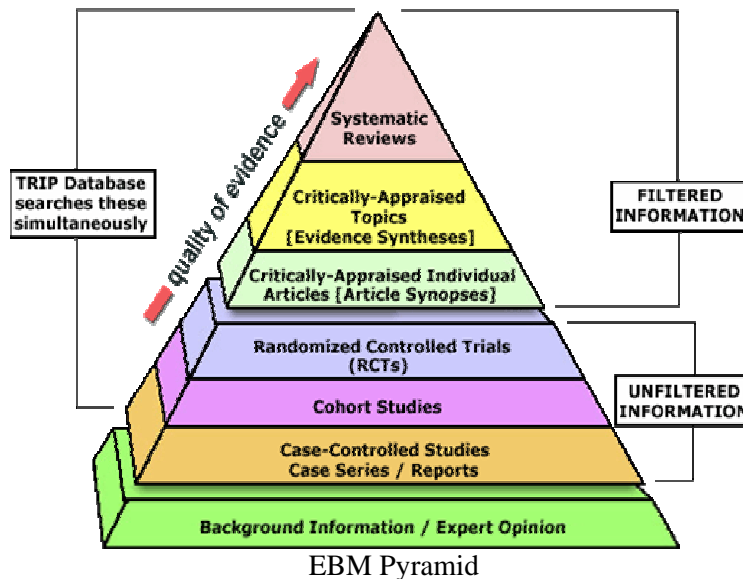 Systematic
Reviews
quality of evidence
TRIP Database
searches these
simultaneously
Critically-Appraised
Topics
[Evidence Syntheses]
FILTERED
INFORMATION
Critically-Appraised Individual
Articles [Article Synopses]
Randomized Controlled Trials
(RCTs)
UNFILTERED
INFORMATION
Cohort Studies
Case-Controlled Studies
Case Series / Reports
Background Information / Expert Opinion
EBM Pyramid